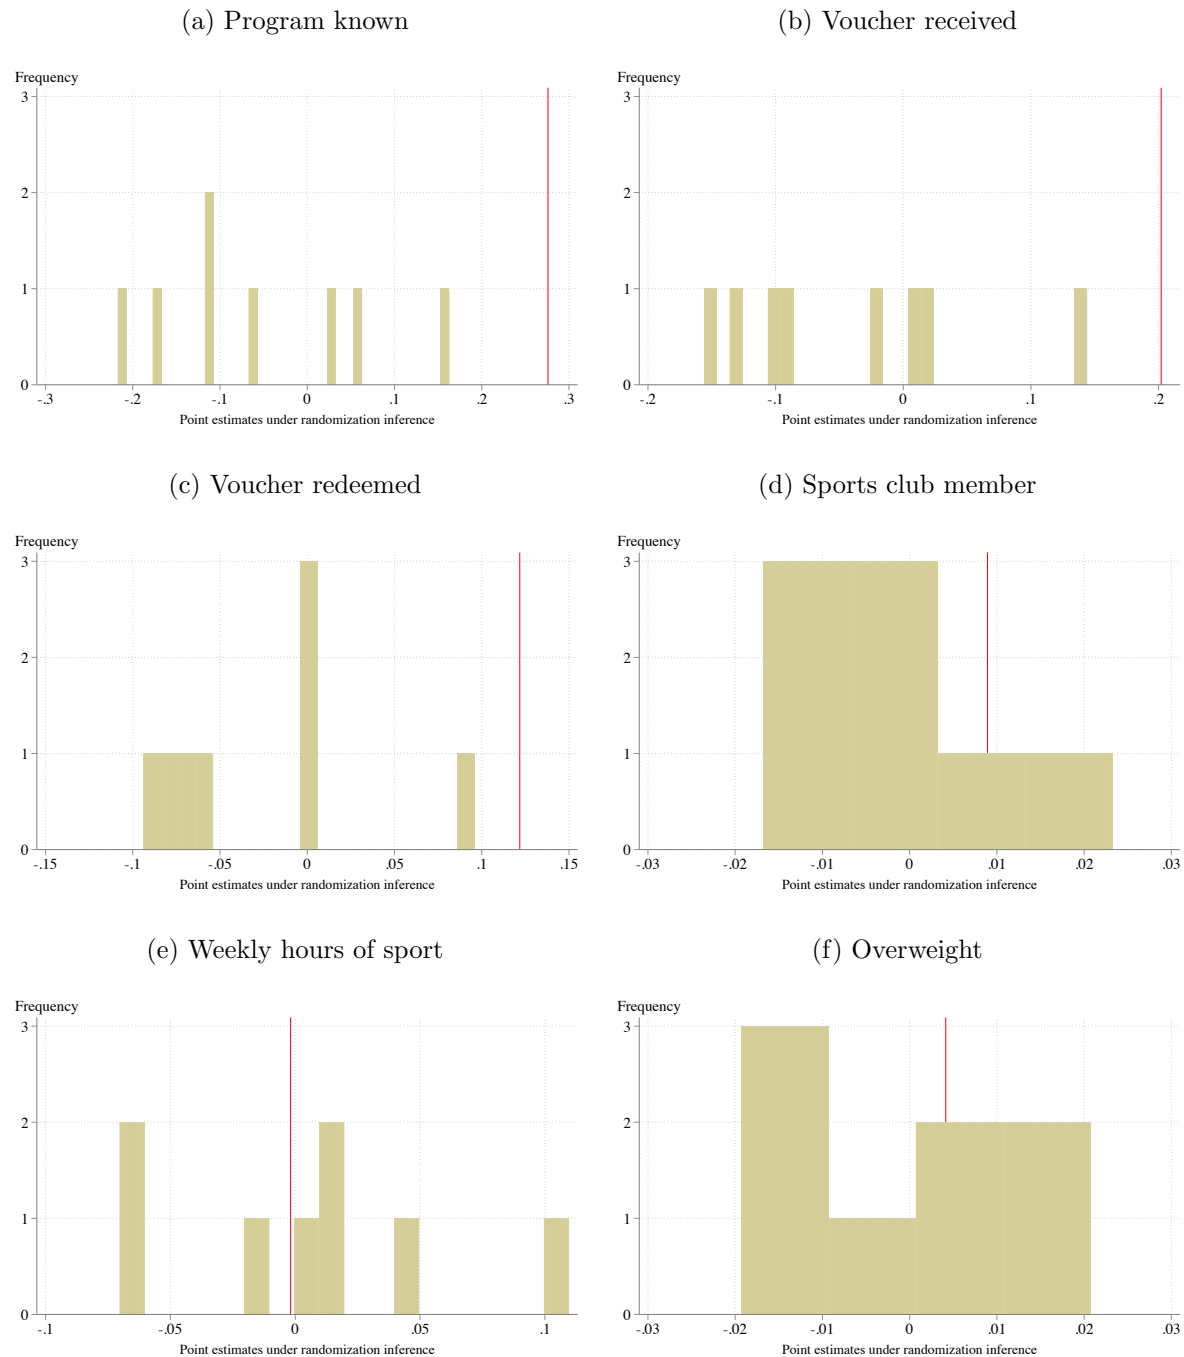 (a) Program known
Frequency
3
2
1
0
-.3 -.2 -.1 0 .1 .2 .3
Point estimates under randomization inference
(b) Voucher received
Frequency
3
2
1
0
-.2 -.1 0 .1 .2
Point estimates under randomization inference
(c) Voucher redeemed
Frequency
3
2
1
0
-.15 -.1 -.05 0 .05 .1 .15
Point estimates under randomization inference
(d) Sports club member
Frequency
3
2
1
0
-.03 -.02 -.01 0 .01 .02 .03
Point estimates under randomization inference
(e) Weekly hours of sport
Frequency
3
2
1
0
-.1 -.05 0 .05 .1
Point estimates under randomization inference
(f) Overweight
Frequency
3
2
1
0
-.03 -.02 -.01 0 .01 .02 .03
Point estimates under randomization inference